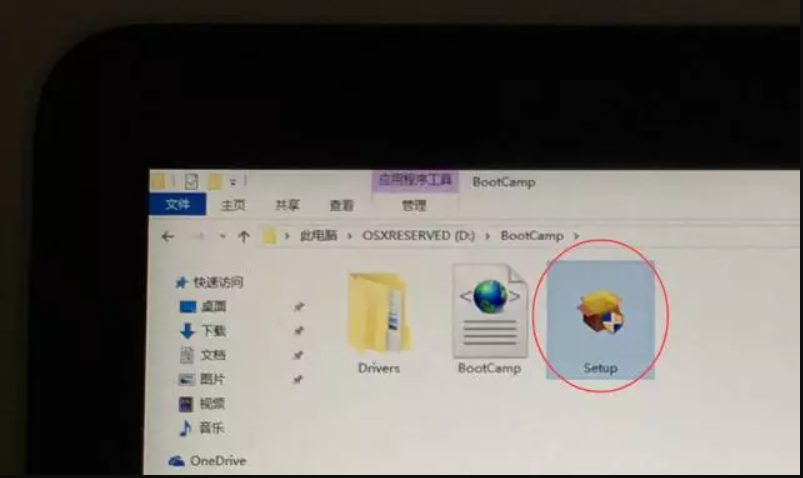 应用程序工具 BootCamp
文件 主页 共享 查看 管理
此电脑 › OSXRESERVED (D:) › BootCamp ›
快速访问
桌面
下载
文档
图片
视频
音乐
OneDrive
Drivers
BootCamp
Setup